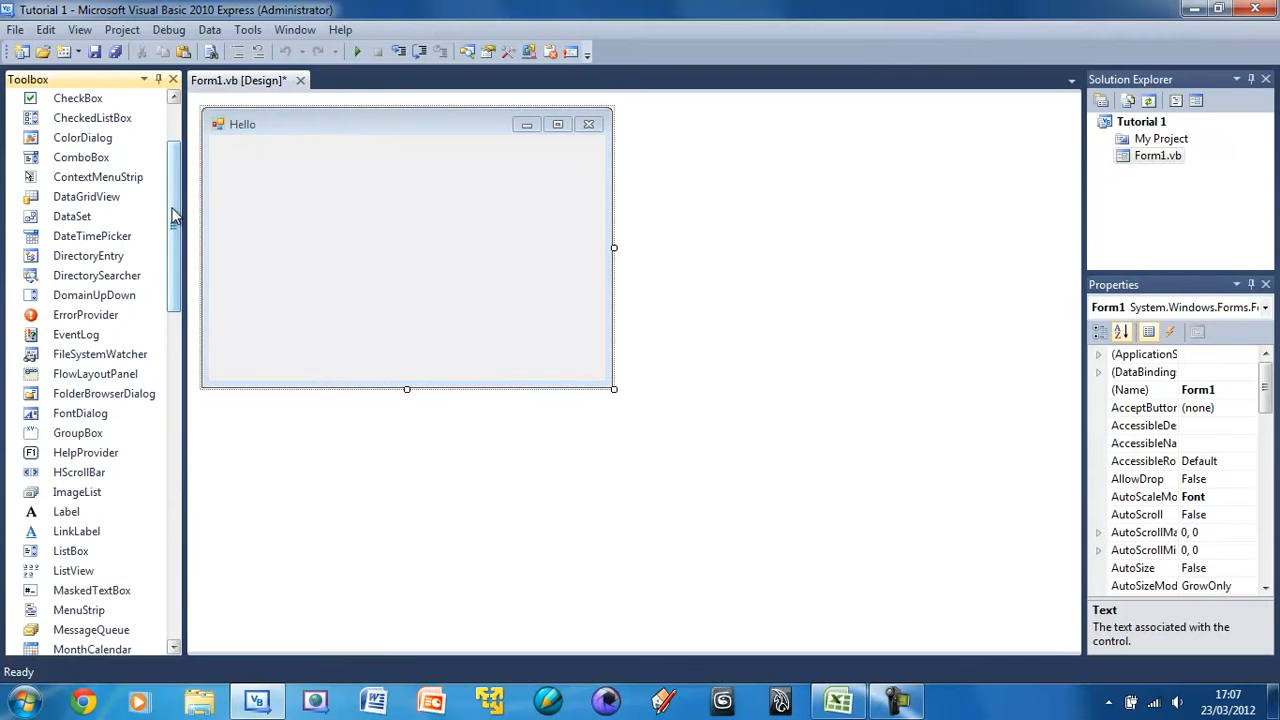 Tutorial 1 - Microsoft Visual Basic 2010 Express (Administrator)
File Edit View Project Debug Data Tools Window Help
Toolbox
CheckBox
CheckedListBox
ColorDialog
ComboBox
ContextMenuStrip
DataGridView
DataSet
DateTimePicker
DirectoryEntry
DirectorySearcher
DomainUpDown
ErrorProvider
EventLog
FileSystemWatcher
FlowLayoutPanel
FolderBrowserDialog
FontDialog
GroupBox
HelpProvider
HScrollBar
ImageList
Label
LinkLabel
ListBox
ListView
MaskedTextBox
MenuStrip
MessageQueue
MonthCalendar
Form1.vb [Design]*
Hello
Solution Explorer
Tutorial 1
My Project
Form1.vb
Properties
Form1 System.Windows.Forms.F
(ApplicationS
(DataBinding
(Name) Form1
AcceptButton (none)
AccessibleDe
AccessibleNa
AccessibleRo Default
AllowDrop False
AutoScaleMo Font
AutoScroll False
AutoScrollMa 0, 0
AutoScrollMi 0, 0
AutoSize False
AutoSizeMod GrowOnly
Text
The text associated with the
control.
Ready
17:07
23/03/2012